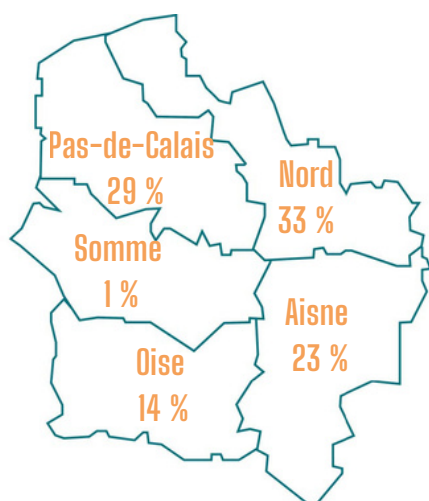 Pas-de-Calais
29 %
Nord
33 %
Somme
1 %
Aisne
23 %
Oise
14 %